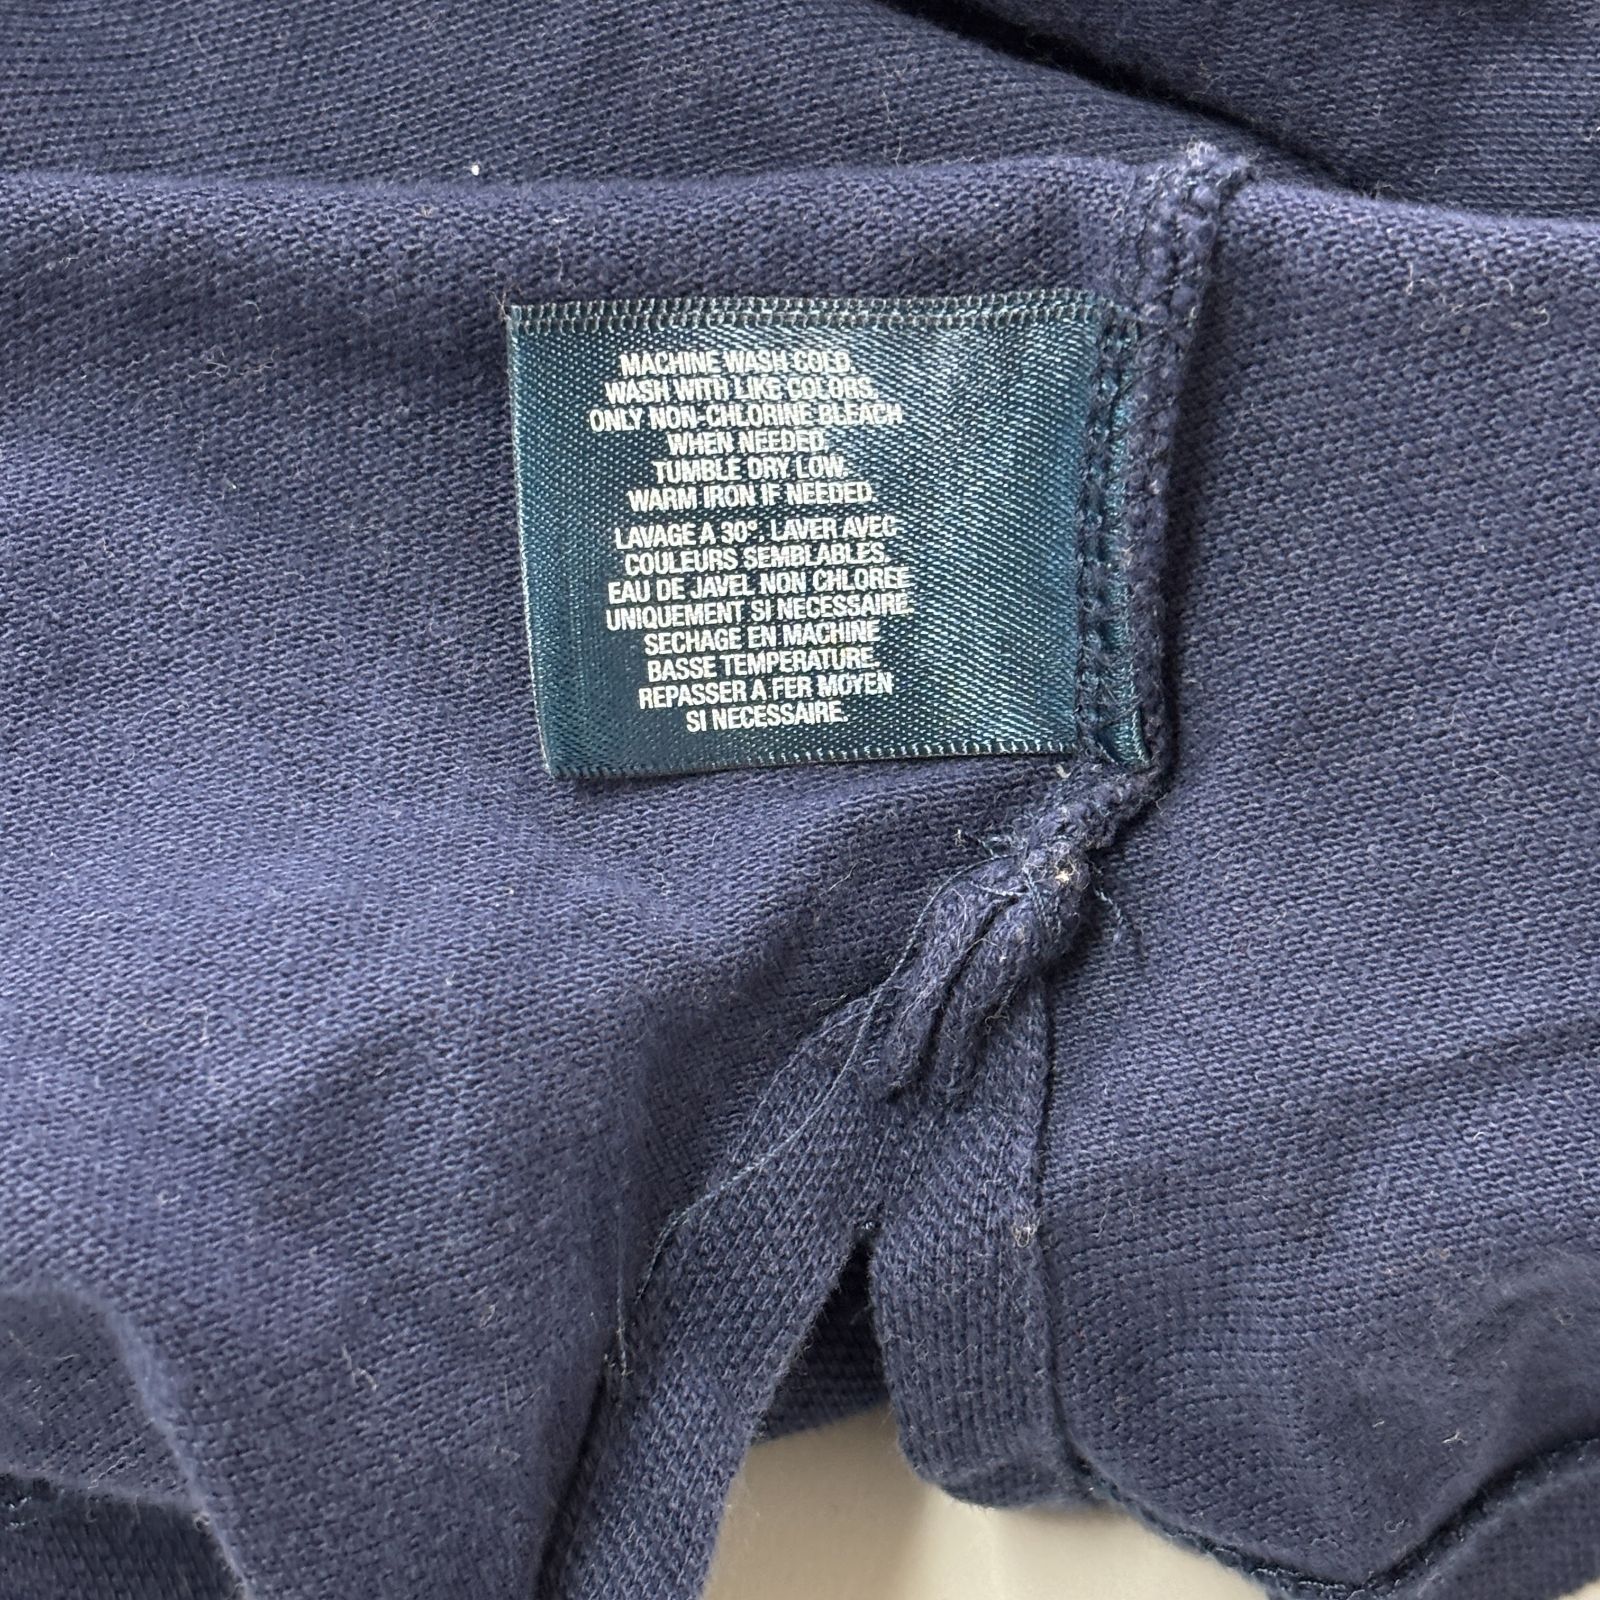 MACHINE WASH COLD.
WASH WITH LIKE COLORS.
ONLY NON-CHLORINE BLEACH
WHEN NEEDED.
TUMBLE DRY LOW.
WARM IRON IF NEEDED.
LAVAGE A 30°. LAVER AVEC
COULEURS SEMBLABLES.
EAU DE JAVEL NON CHLOREE
UNIQUEMENT SI NECESSAIRE.
SECHAGE EN MACHINE
BASSE TEMPERATURE.
REPASSER A FER MOYEN
SI NECESSAIRE.